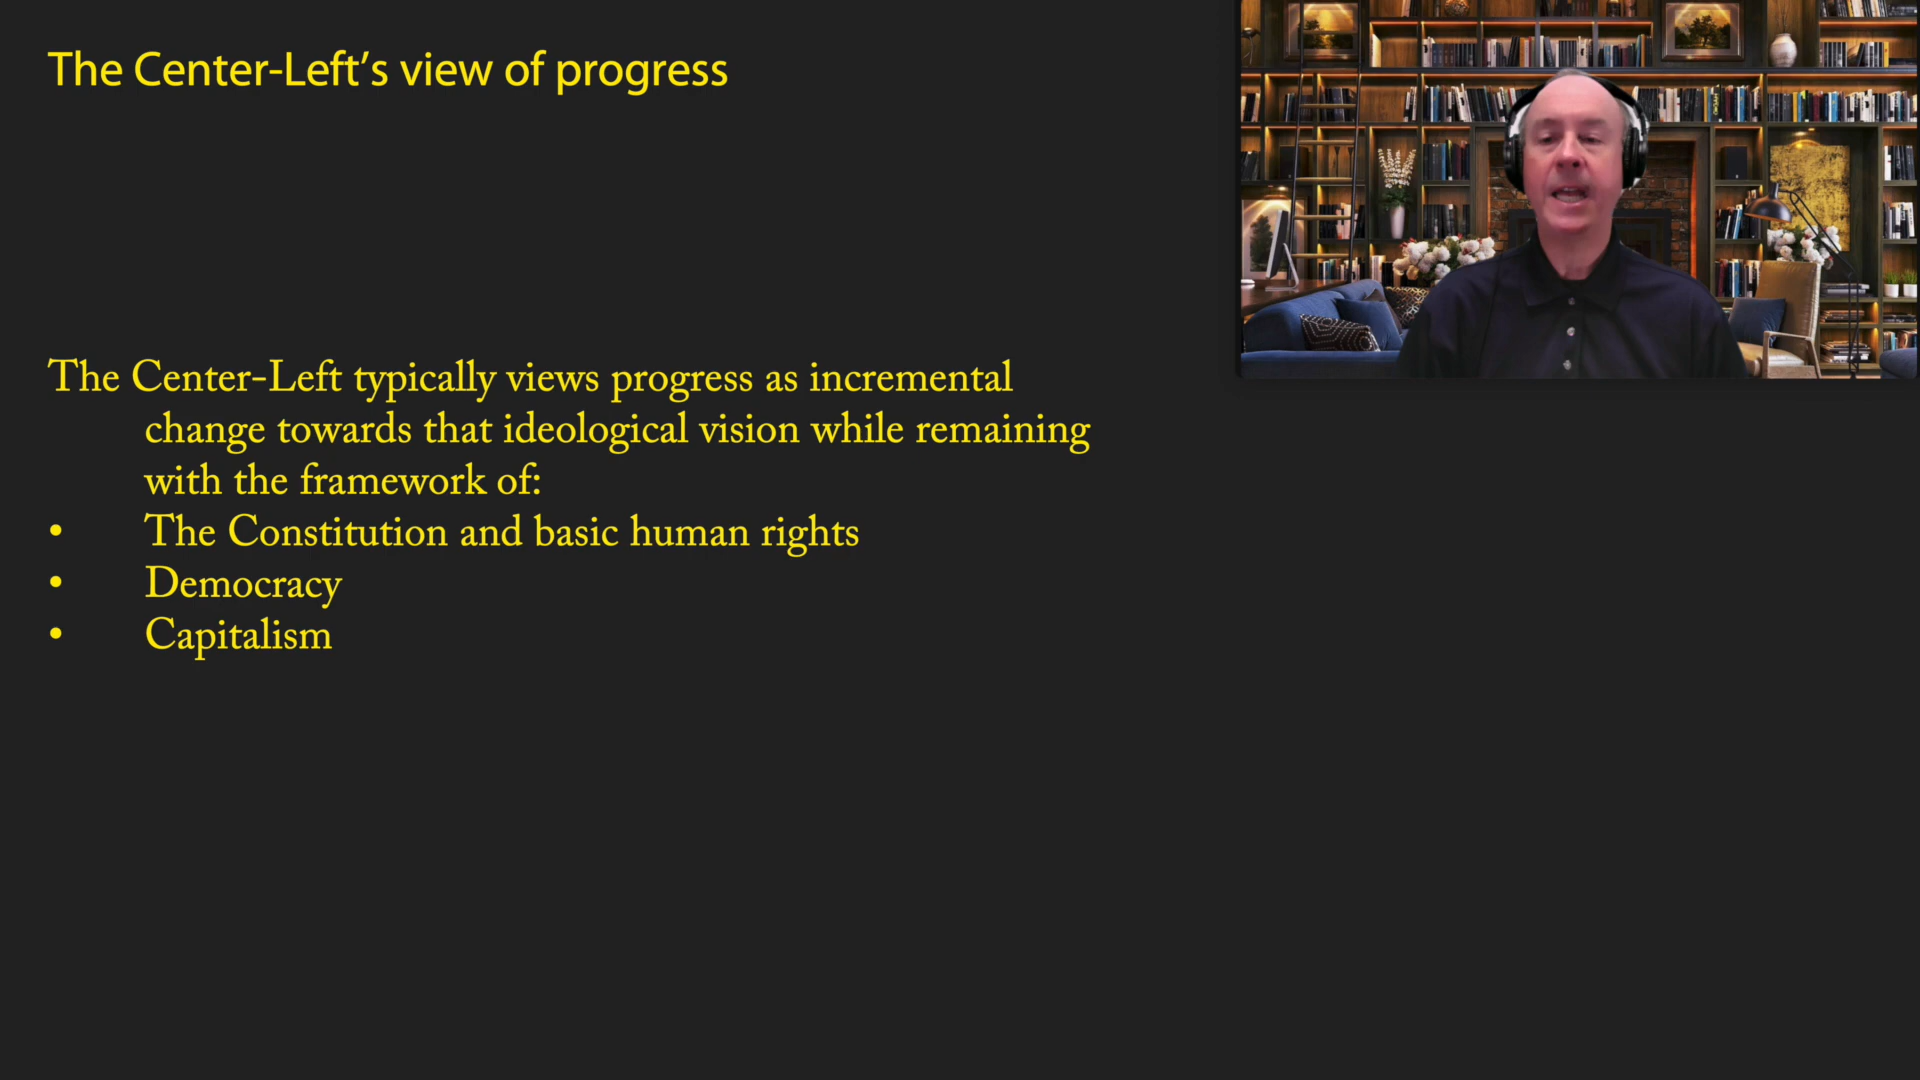 The Center-Left’s view of progress
The Center-Left typically views progress as incremental
change towards that ideological vision while remaining
with the framework of:
• The Constitution and basic human rights
• Democracy
• Capitalism